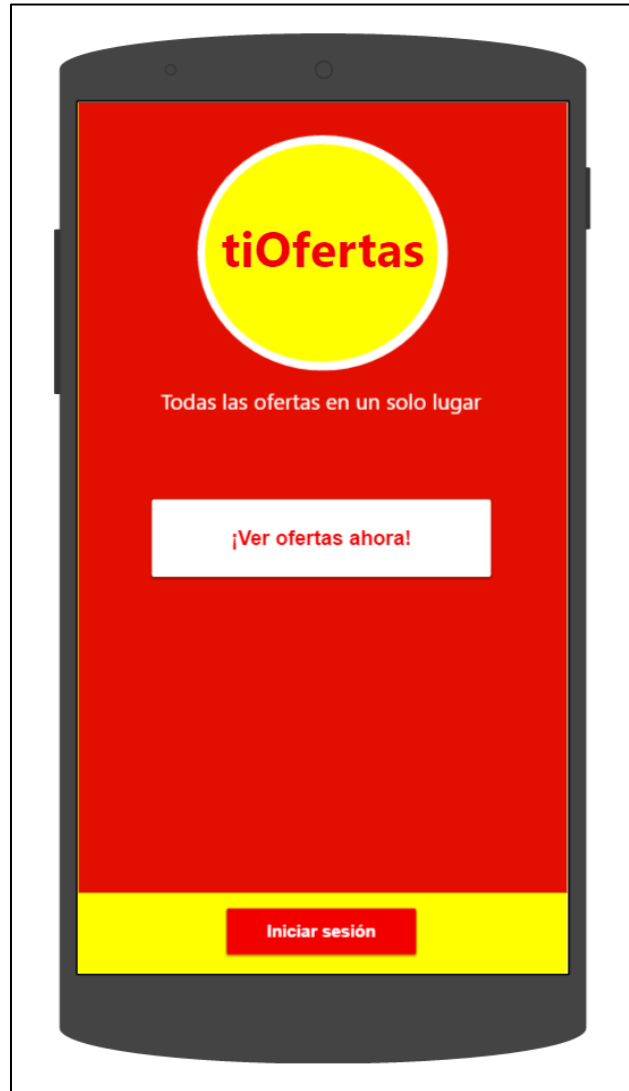 tiOfertas
Todas las ofertas en un solo lugar
¡Ver ofertas ahora!
Iniciar sesión